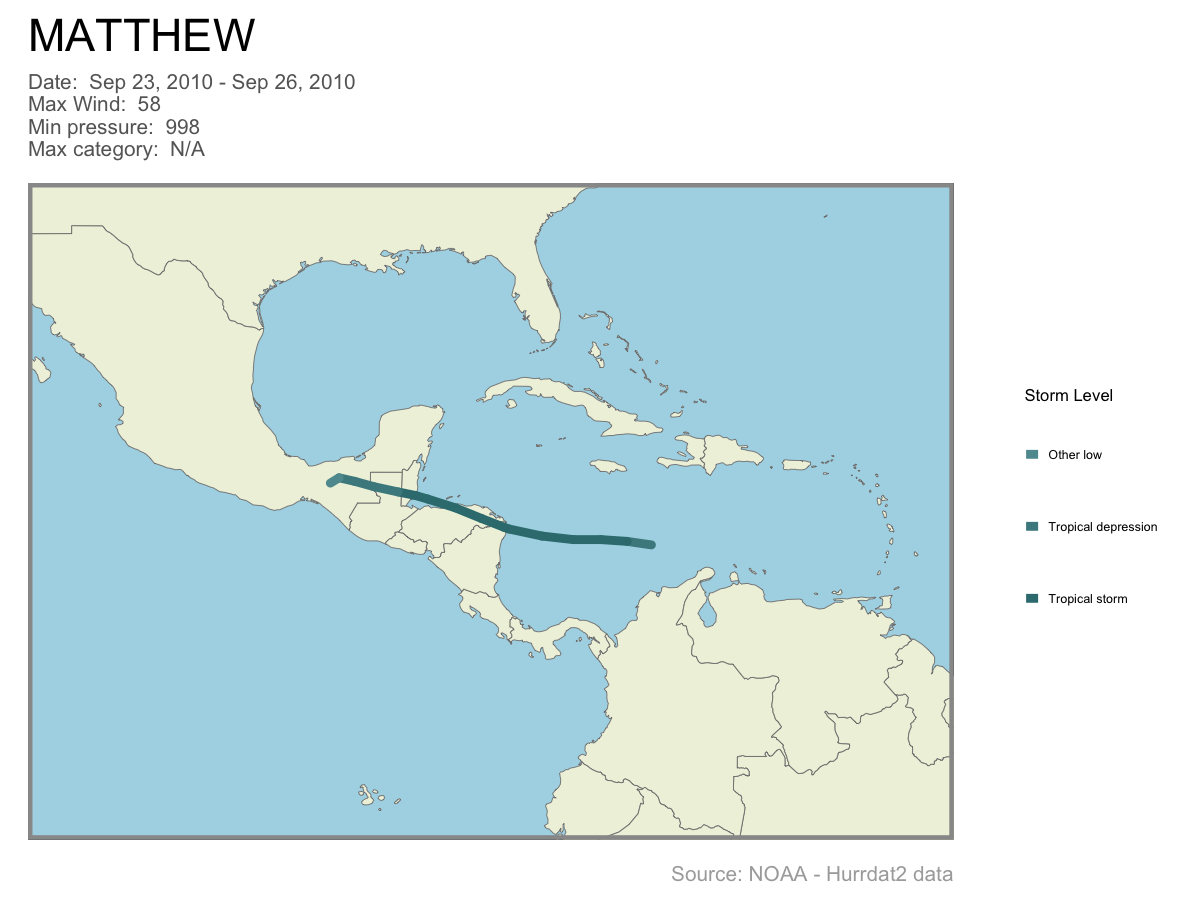 MATTHEW
Date:  Sep 23, 2010 - Sep 26, 2010
Max Wind:  58
Min pressure:  998
Max category:  N/A
Storm Level
Other low
Tropical depression
Tropical storm
Source: NOAA - Hurrdat2 data